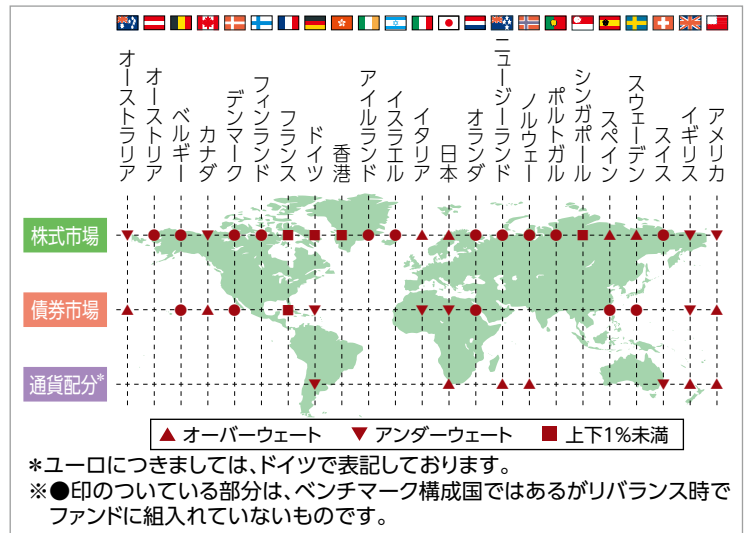 オーストラリア
オーストリア
ベルギー
カナダ
デンマーク
フィンランド
フランス
ドイツ
香港
アイルランド
イスラエル
イタリア
日本
オランダ
ニュージーランド
ノルウェー
ポルトガル
シンガポール
スペイン
スウェーデン
スイス
イギリス
アメリカ
株式市場
債券市場
通貨配分*
▲ オーバーウェート ▼ アンダーウェート ■ 上下1%未満
*ユーロにつきましては、ドイツで表記しております。
※●印のついている部分は、ベンチマーク構成国ではあるがリバランス時で
ファンドに組入れていないものです。